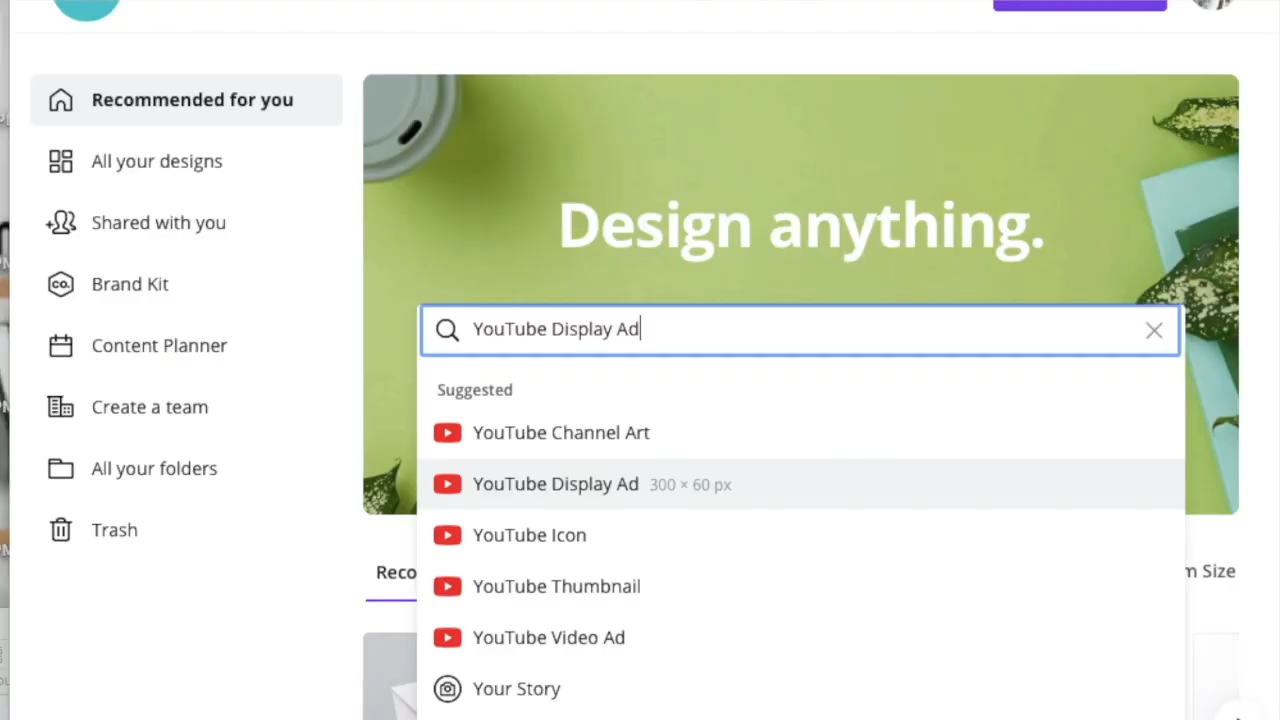 Recommended for you
All your designs
Shared with you
Brand Kit
Content Planner
Create a team
All your folders
Trash
Design anything.
YouTube Display Ad
Suggested
YouTube Channel Art
YouTube Display Ad 300 × 60 px
YouTube Icon
YouTube Thumbnail
YouTube Video Ad
Your Story
Reco
m Size
CO.